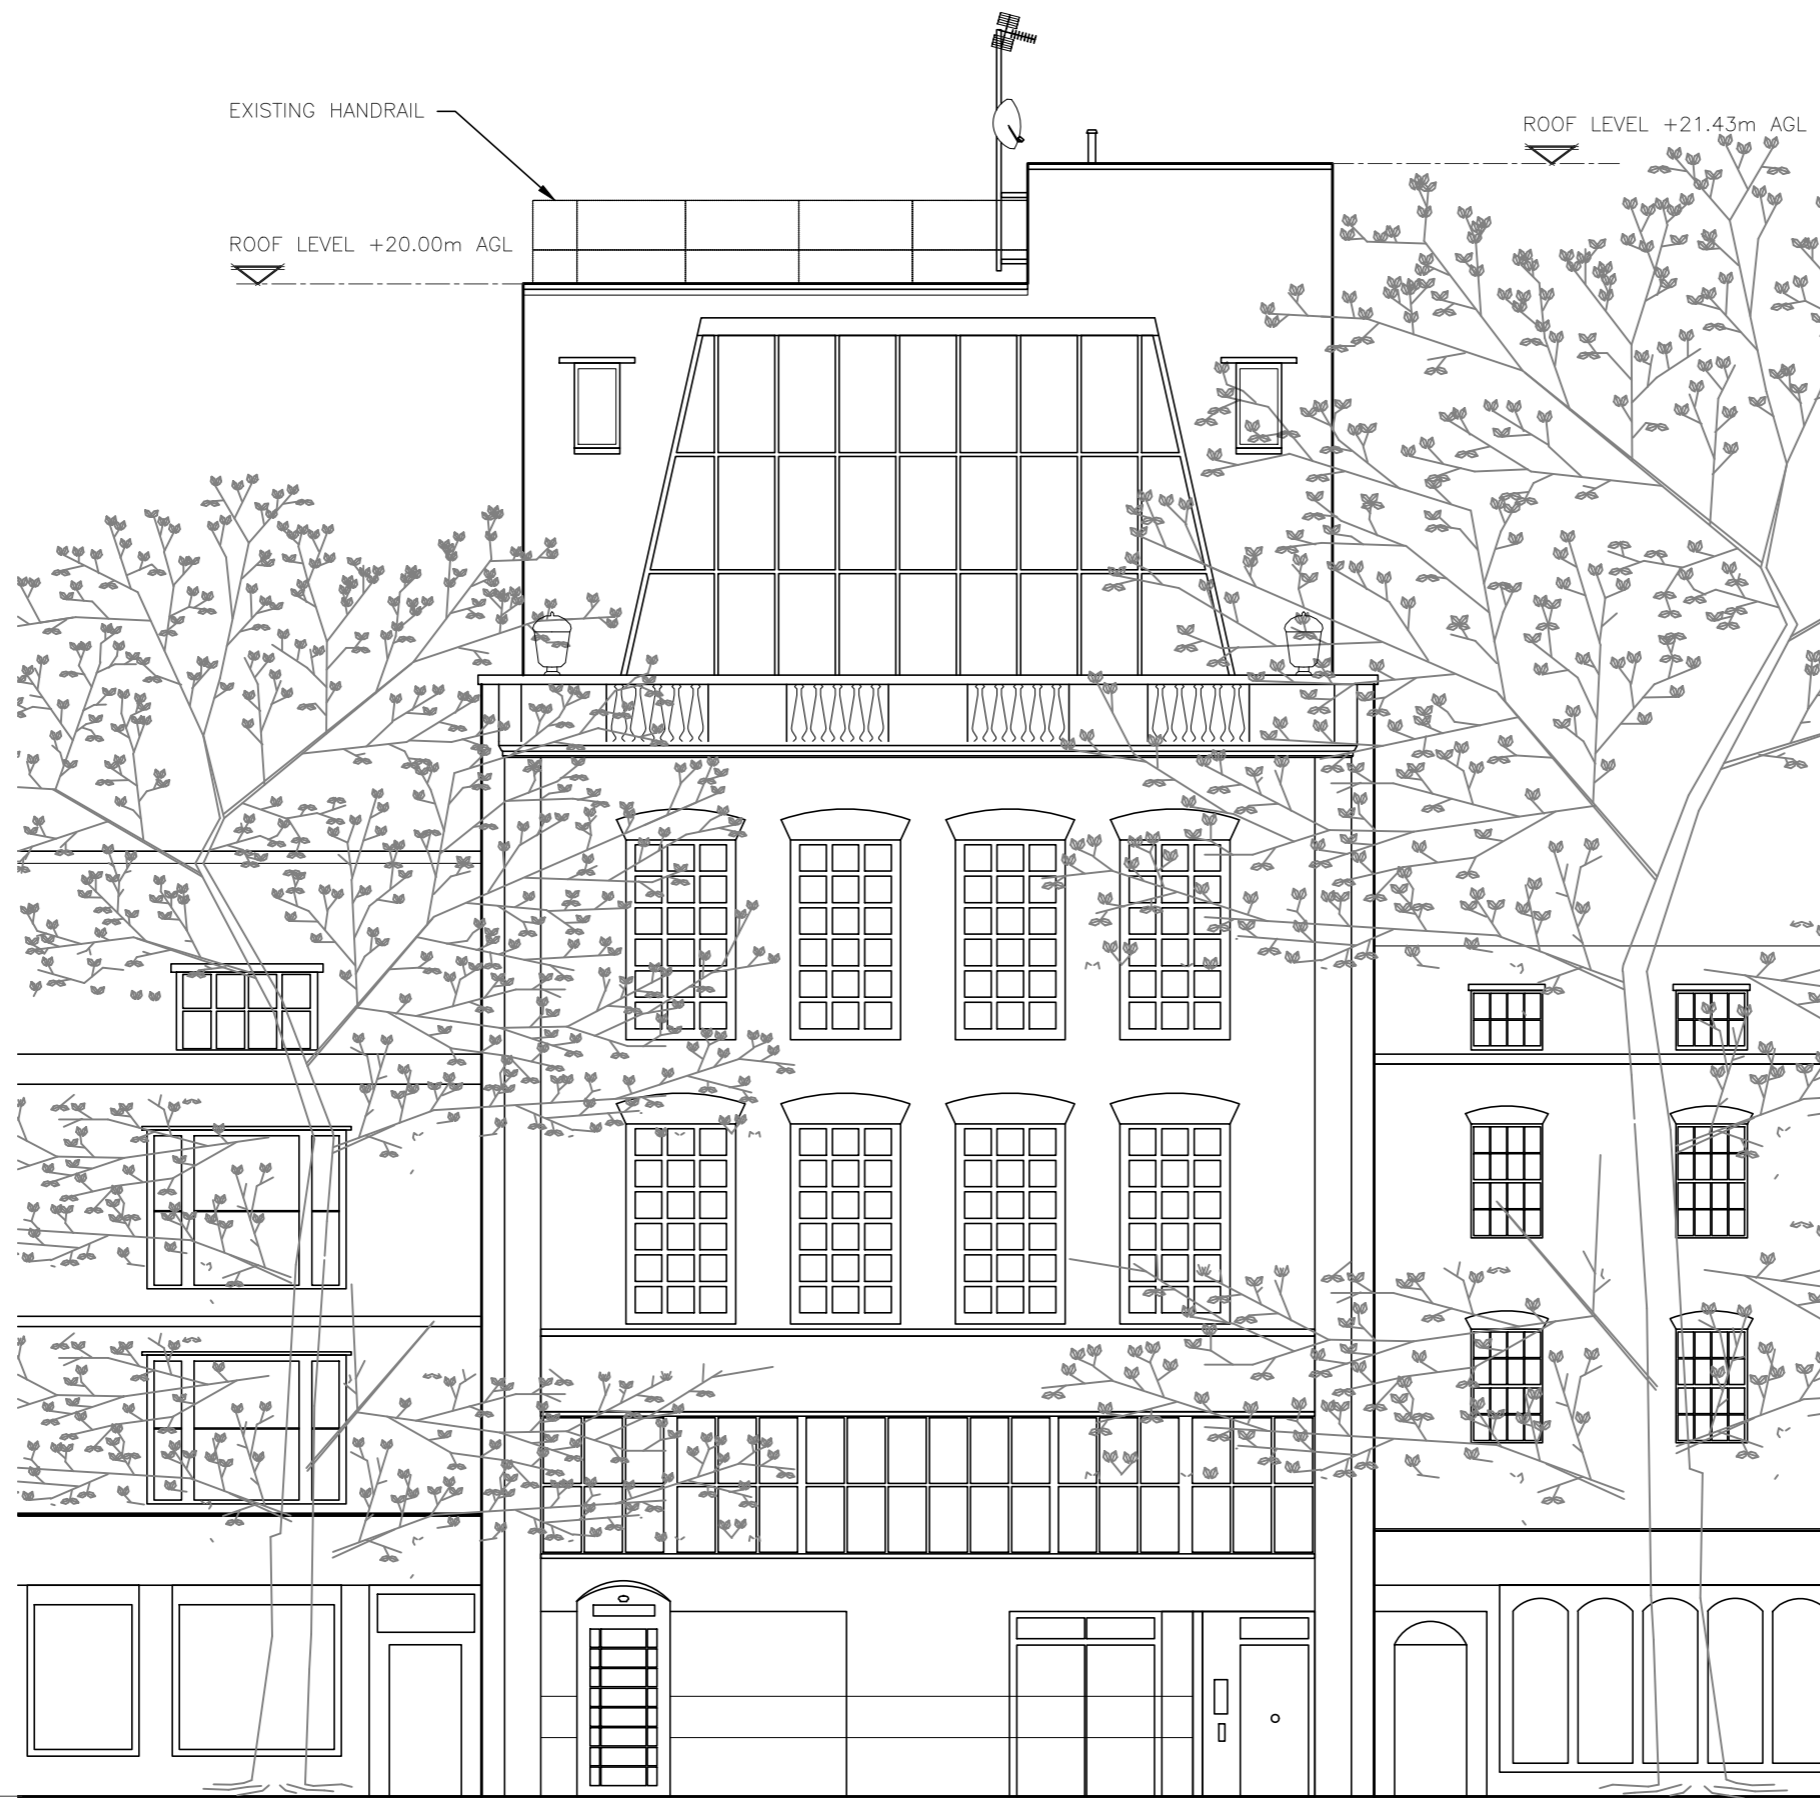 EXISTING HANDRAIL
ROOF LEVEL +21.43m AGL
ROOF LEVEL +20.00m AGL